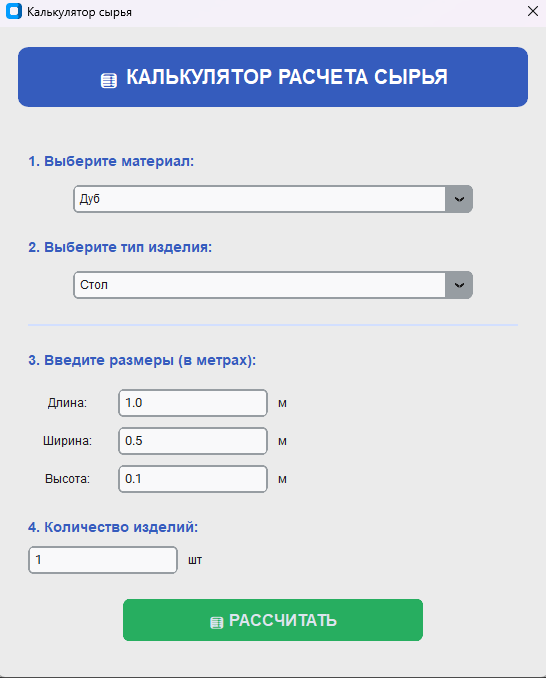 Калькулятор сырья
КАЛЬКУЛЯТОР РАСЧЕТА СЫРЬЯ
1. Выберите материал:
Дуб
2. Выберите тип изделия:
Стол
3. Введите размеры (в метрах):
Длина: 1.0 м
Ширина: 0.5 м
Высота: 0.1 м
4. Количество изделий:
1 шт
РАССЧИТАТЬ